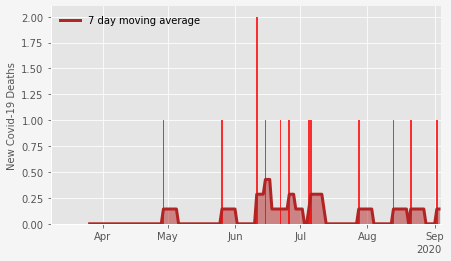 7 day moving average
New Covid-19 Deaths
2.00
1.75
1.50
1.25
1.00
0.75
0.50
0.25
0.00
Apr
May
Jun
Jul
Aug
Sep
2020